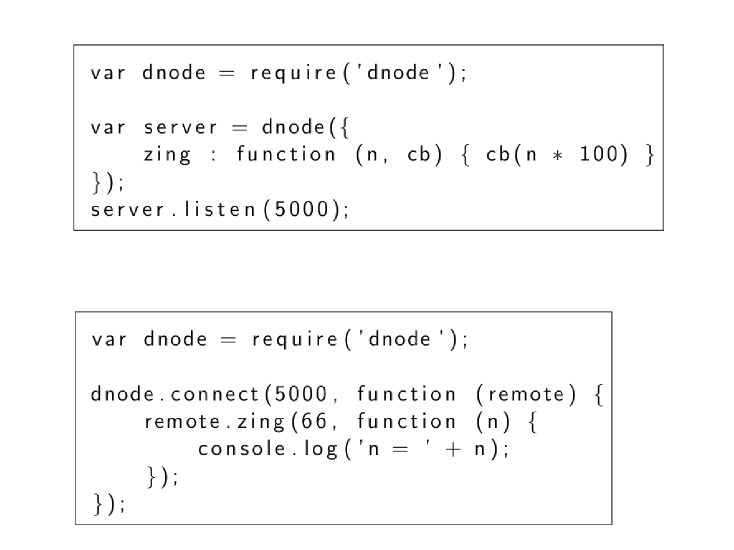 var dnode = require('dnode');
var server = dnode({
    zing : function (n, cb) { cb(n * 100) }
});
server.listen(5000);
var dnode = require('dnode');
dnode.connect(5000, function (remote) {
    remote.zing(66, function (n) {
        console.log('n = ' + n);
    });
});